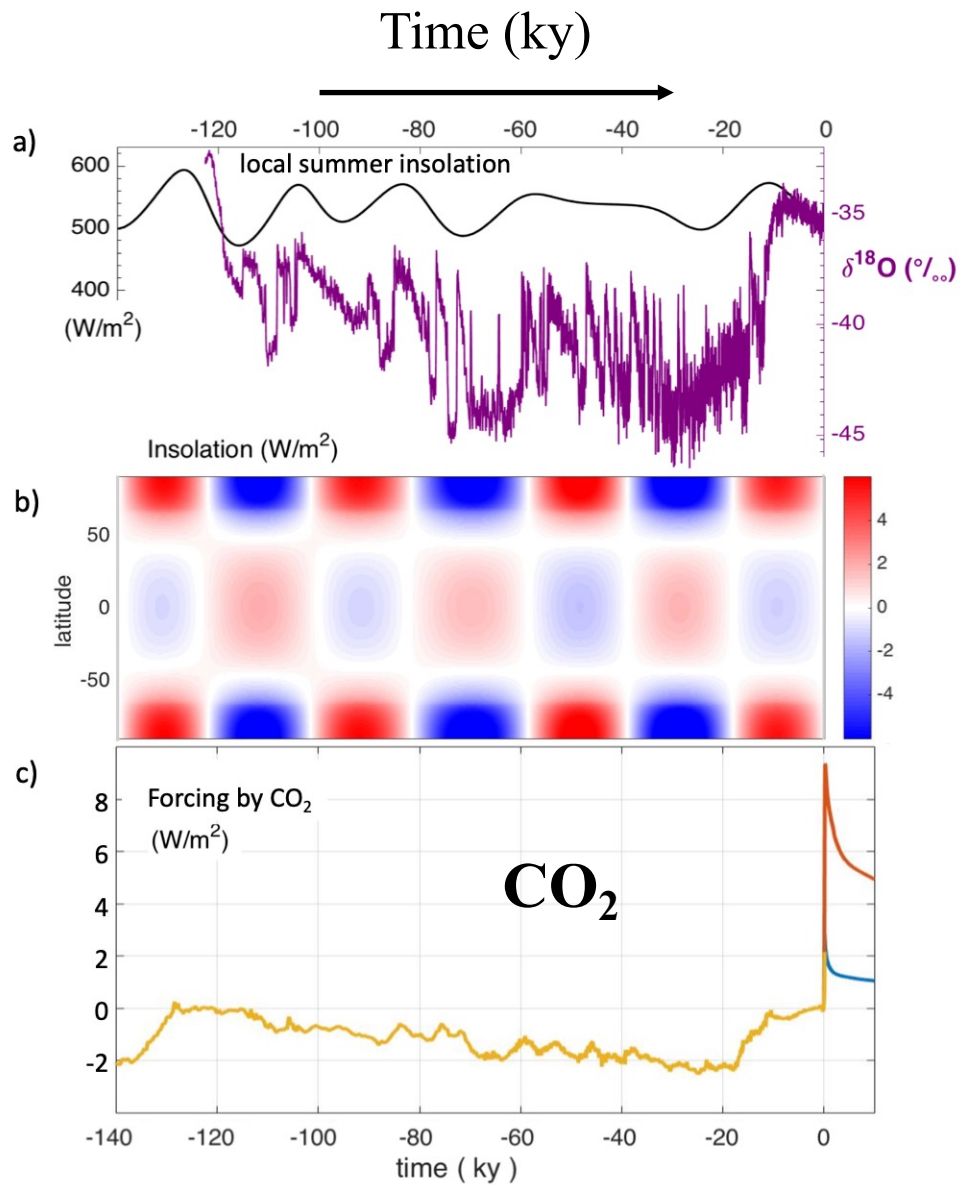 Time (ky)
a)
-120 -100 -80 -60 -40 -20 0
local summer insolation
600
500
400
(W/m²)
-35
δ¹⁸O (°/ₒₒ)
-40
-45
Insolation (W/m²)
b)
50
0
-50
latitude
4
2
0
-2
-4
c)
Forcing by CO₂
(W/m²)
CO₂
8
6
4
2
0
-2
-140 -120 -100 -80 -60 -40 -20 0
time ( ky )